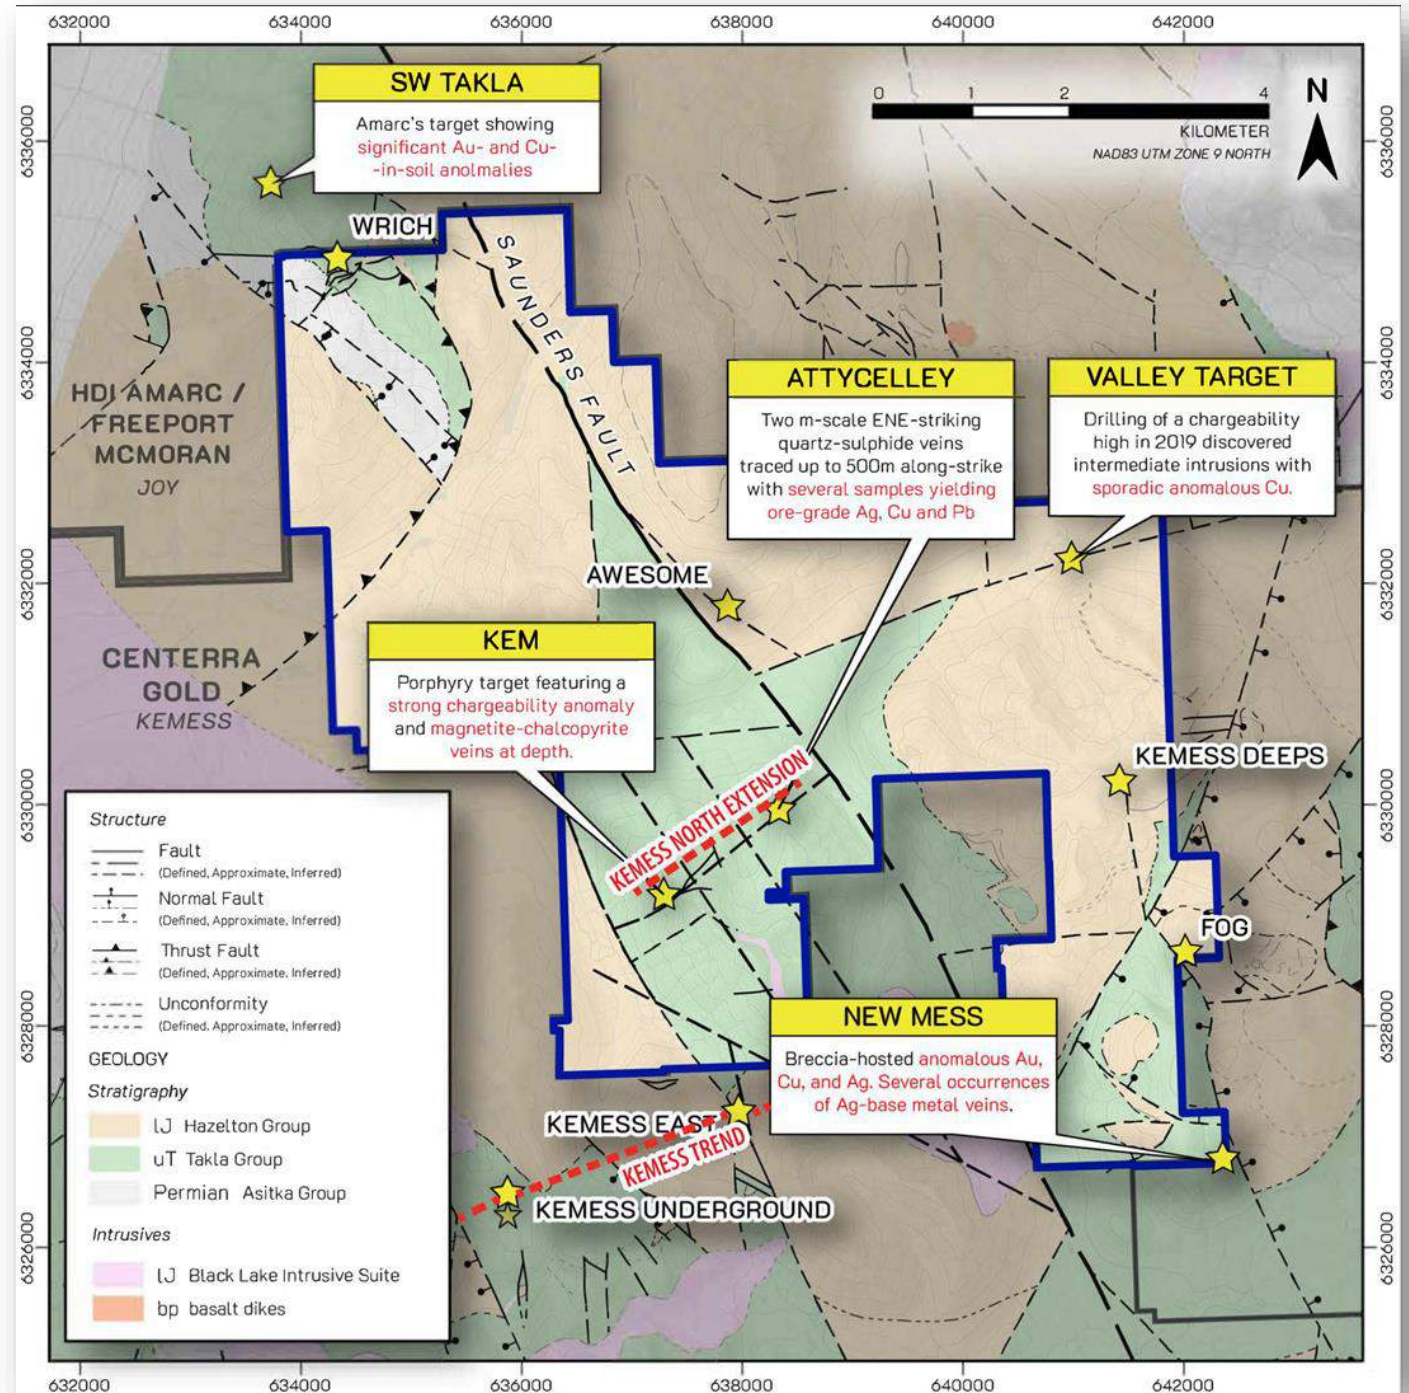 632000
634000
636000
638000
640000
642000
6336000
6334000
6332000
6330000
6328000
6326000
SW TAKLA
Amarc's target showing
significant Au- and Cu-
-in-soil anolmalies
0 1 2 4
KILOMETER
NAD83 UTM ZONE 9 NORTH
N
WRICH
SAUNDERS FAULT
HDI AMARC /
FREEPORT
MCMORAN
JOY
ATTYCELLEY
Two m-scale ENE-striking
quartz-sulphide veins
traced up to 500m along-strike
with several samples yielding
ore-grade Ag, Cu and Pb
VALLEY TARGET
Drilling of a chargeability
high in 2019 discovered
intermediate intrusions with
sporadic anomalous Cu.
AWESOME
CENTERRA
GOLD
KEMESS
KEM
Porphyry target featuring a
strong chargeability anomaly
and magnetite-chalcopyrite
veins at depth.
KEMESS NORTH EXTENSION
KEMESS DEEPS
FOG
NEW MESS
Breccia-hosted anomalous Au,
Cu, and Ag. Several occurrences
of Ag-base metal veins.
KEMESS EAST
KEMESS TREND
KEMESS UNDERGROUND
Structure
Fault
(Defined, Approximate, Inferred)
Normal Fault
(Defined, Approximate, Inferred)
Thrust Fault
(Defined, Approximate, Inferred)
Unconformity
(Defined, Approximate, Inferred)
GEOLOGY
Stratigraphy
lJ Hazelton Group
uT Takla Group
Permian Asitka Group
Intrusives
lJ Black Lake Intrusive Suite
bp basalt dikes
6336000
6334000
6332000
6330000
6328000
6326000
632000
634000
636000
638000
640000
642000